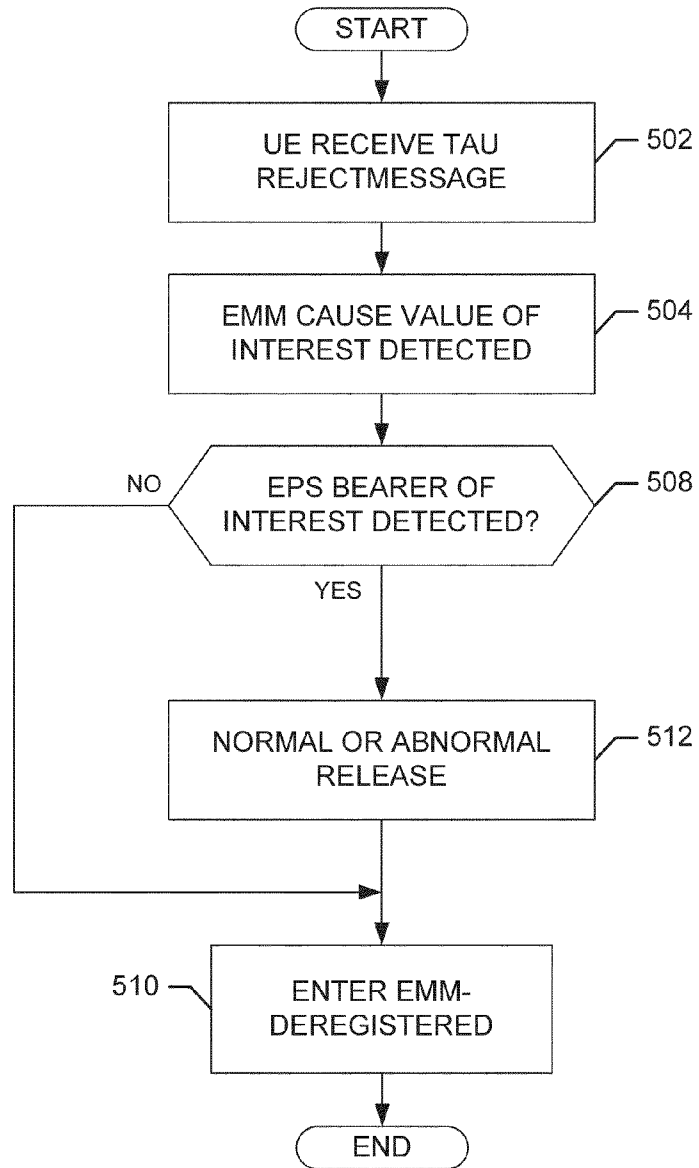 START
UE RECEIVE TAU
REJECTMESSAGE
502
EMM CAUSE VALUE OF
INTEREST DETECTED
504
NO
EPS BEARER OF
INTEREST DETECTED?
508
YES
NORMAL OR ABNORMAL
RELEASE
512
510
ENTER EMM-
DEREGISTERED
END